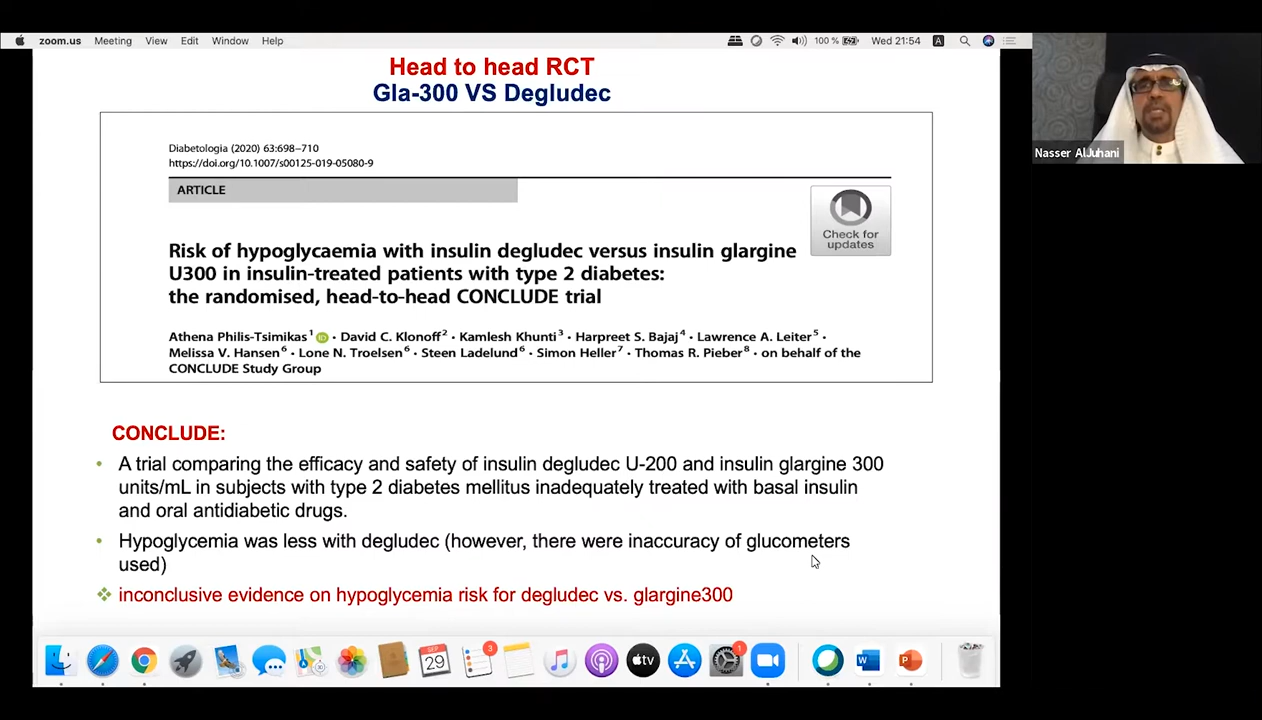 zoom.us Meeting View Edit Window Help 100 % Wed 21:54 A
Head to head RCT
Gla-300 VS Degludec
Diabetologia (2020) 63:698–710
https://doi.org/10.1007/s00125-019-05080-9
ARTICLE
Check for
updates
Risk of hypoglycaemia with insulin degludec versus insulin glargine
U300 in insulin-treated patients with type 2 diabetes:
the randomised, head-to-head CONCLUDE trial
Athena Philis-Tsimikas1 iD · David C. Klonoff2 · Kamlesh Khunti3 · Harpreet S. Bajaj4 · Lawrence A. Leiter5 ·
Melissa V. Hansen6 · Lone N. Troelsen6 · Steen Ladelund6 · Simon Heller7 · Thomas R. Pieber8 · on behalf of the
CONCLUDE Study Group
CONCLUDE:
• A trial comparing the efficacy and safety of insulin degludec U-200 and insulin glargine 300
units/mL in subjects with type 2 diabetes mellitus inadequately treated with basal insulin
and oral antidiabetic drugs.
• Hypoglycemia was less with degludec (however, there were inaccuracy of glucometers
used)
❖ inconclusive evidence on hypoglycemia risk for degludec vs. glargine300
SEP
29
3
tv
1
W
P
Nasser AlJuhani